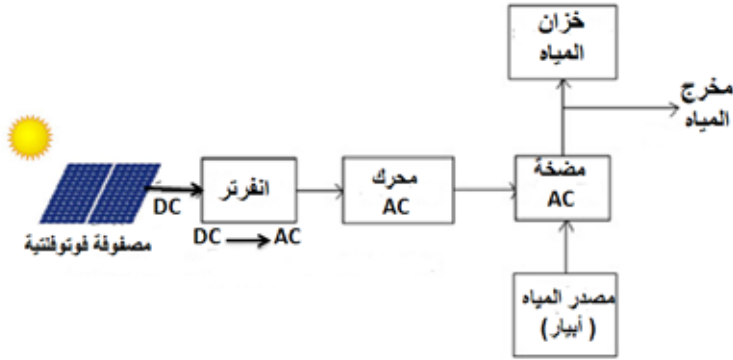 خزان
المياه
مخرج
المياه
انفرتر
محرك
AC
مضخة
AC
DC
DC → AC
مصفوفة فوتوفلتية
مصدر المياه
(أبيار)